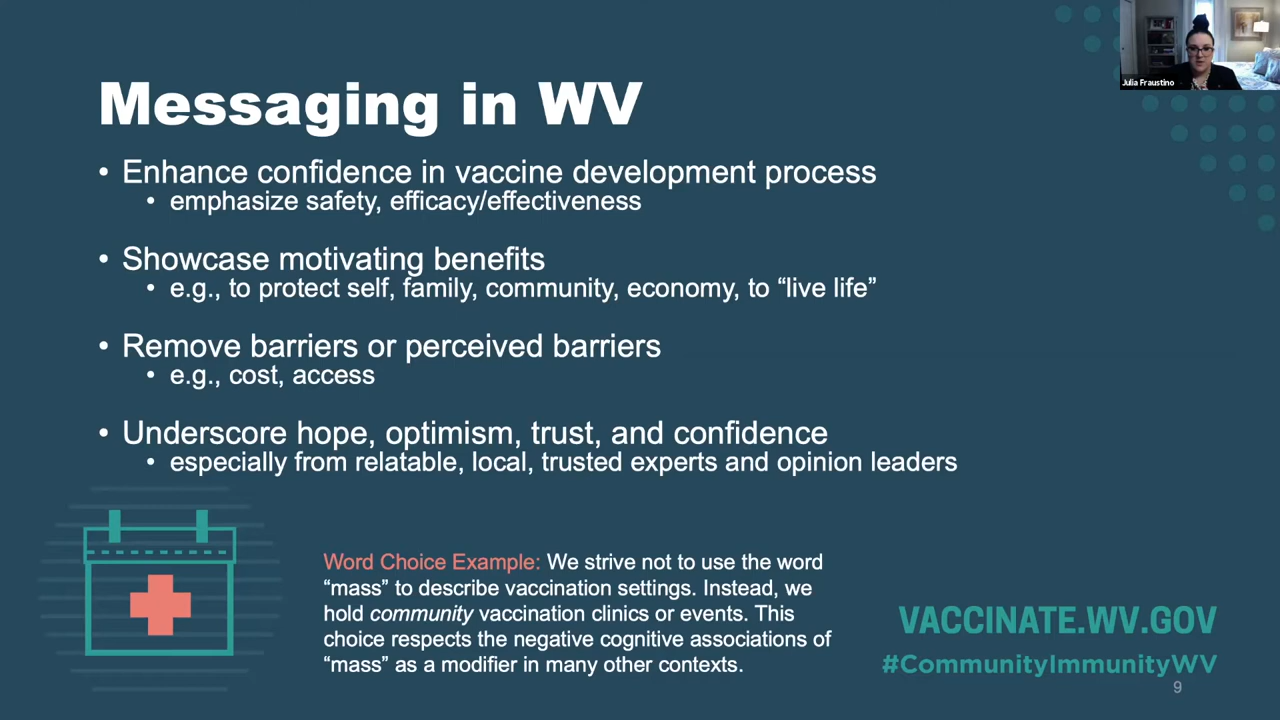 Julia Fraustino
Messaging in WV
• Enhance confidence in vaccine development process
• emphasize safety, efficacy/effectiveness
• Showcase motivating benefits
• e.g., to protect self, family, community, economy, to “live life”
• Remove barriers or perceived barriers
• e.g., cost, access
• Underscore hope, optimism, trust, and confidence
• especially from relatable, local, trusted experts and opinion leaders
Word Choice Example: We strive not to use the word
“mass” to describe vaccination settings. Instead, we
hold community vaccination clinics or events. This
choice respects the negative cognitive associations of
“mass” as a modifier in many other contexts.
VACCINATE.WV.GOV
#CommunityImmunityWV
9